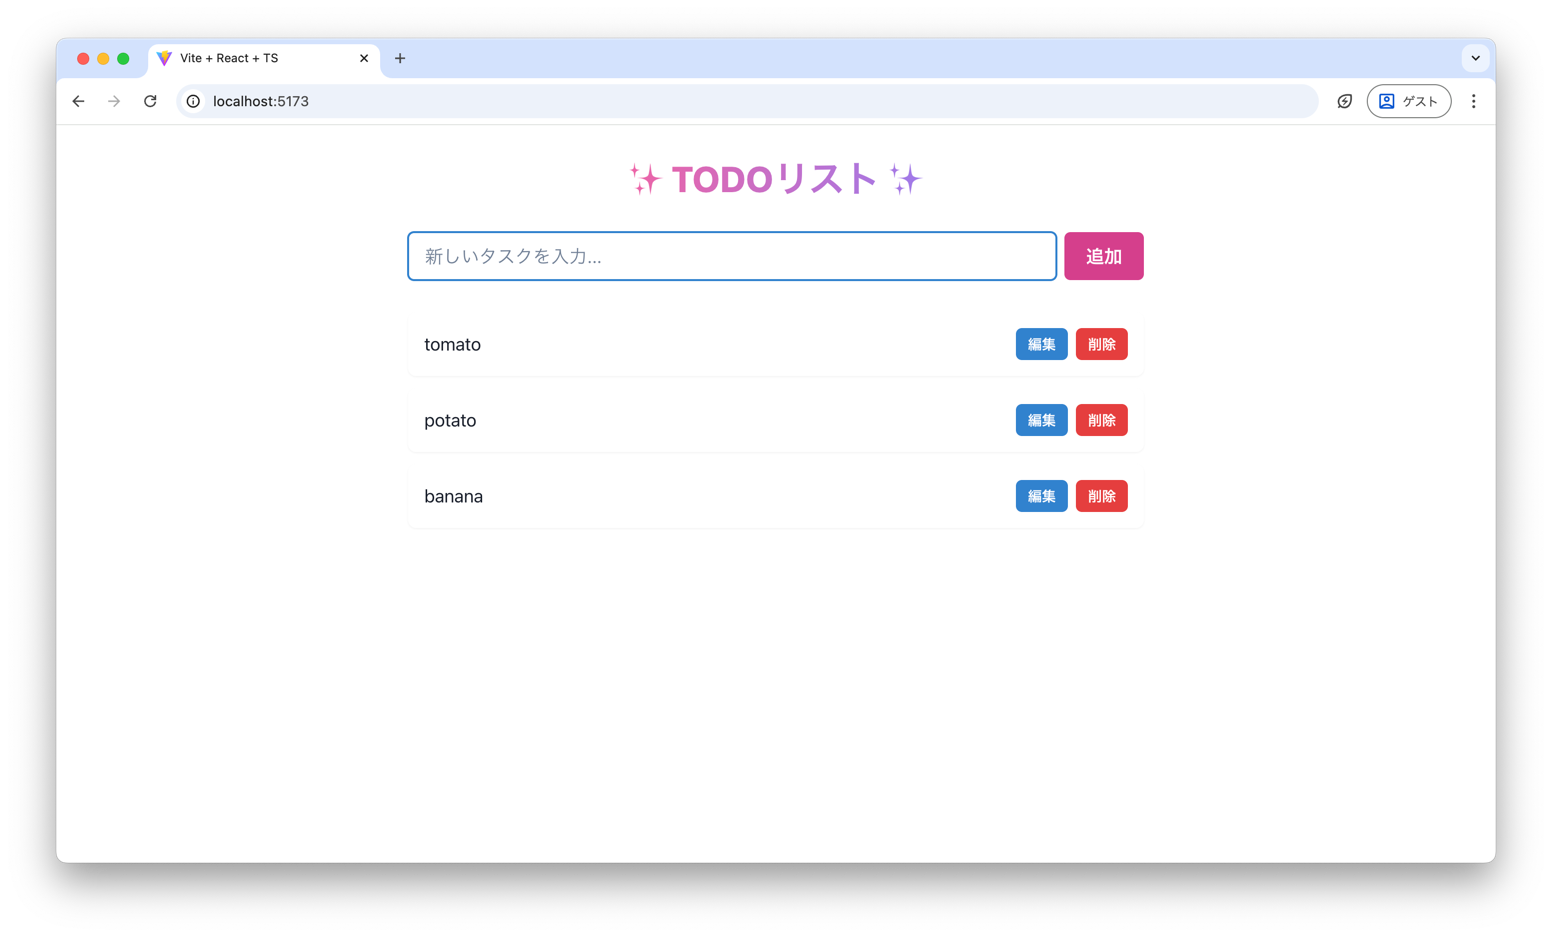 Vite + React + TS
localhost:5173
ゲスト
✨ TODOリスト ✨
新しいタスクを入力...
追加
tomato
編集 削除
potato
編集 削除
banana
編集 削除